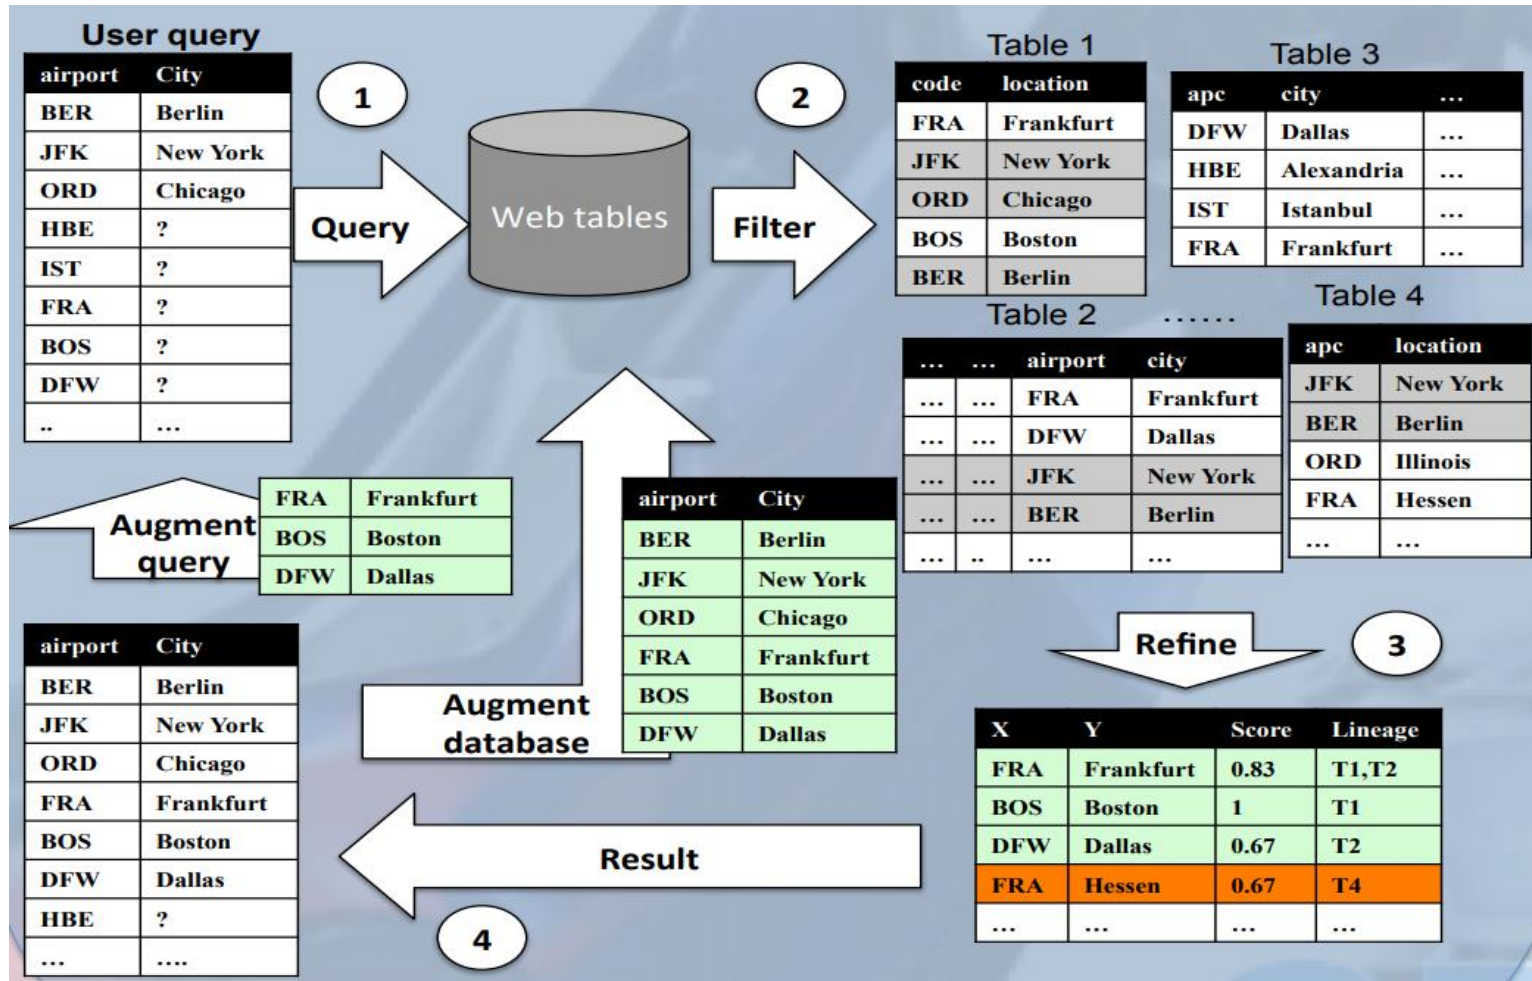 User query
airport City
BER Berlin
JFK New York
ORD Chicago
HBE ?
IST ?
FRA ?
BOS ?
DFW ?
.. ...
1
Query
Web tables
2
Filter
Table 1
code location
FRA Frankfurt
JFK New York
ORD Chicago
BOS Boston
BER Berlin
Table 3
apc city ...
DFW Dallas ...
HBE Alexandria ...
IST Istanbul ...
FRA Frankfurt ...
Table 2 ......
... ... airport city
... ... FRA Frankfurt
... ... DFW Dallas
... ... JFK New York
... ... BER Berlin
... .. ... ...
Table 4
apc location
JFK New York
BER Berlin
ORD Illinois
FRA Hessen
... ...
Refine
3
X Y Score Lineage
FRA Frankfurt 0.83 T1,T2
BOS Boston 1 T1
DFW Dallas 0.67 T2
FRA Hessen 0.67 T4
... ... ... ...
Result
4
Augment
query
FRA Frankfurt
BOS Boston
DFW Dallas
Augment
database
airport City
BER Berlin
JFK New York
ORD Chicago
FRA Frankfurt
BOS Boston
DFW Dallas
airport City
BER Berlin
JFK New York
ORD Chicago
FRA Frankfurt
BOS Boston
DFW Dallas
HBE ?
... ....